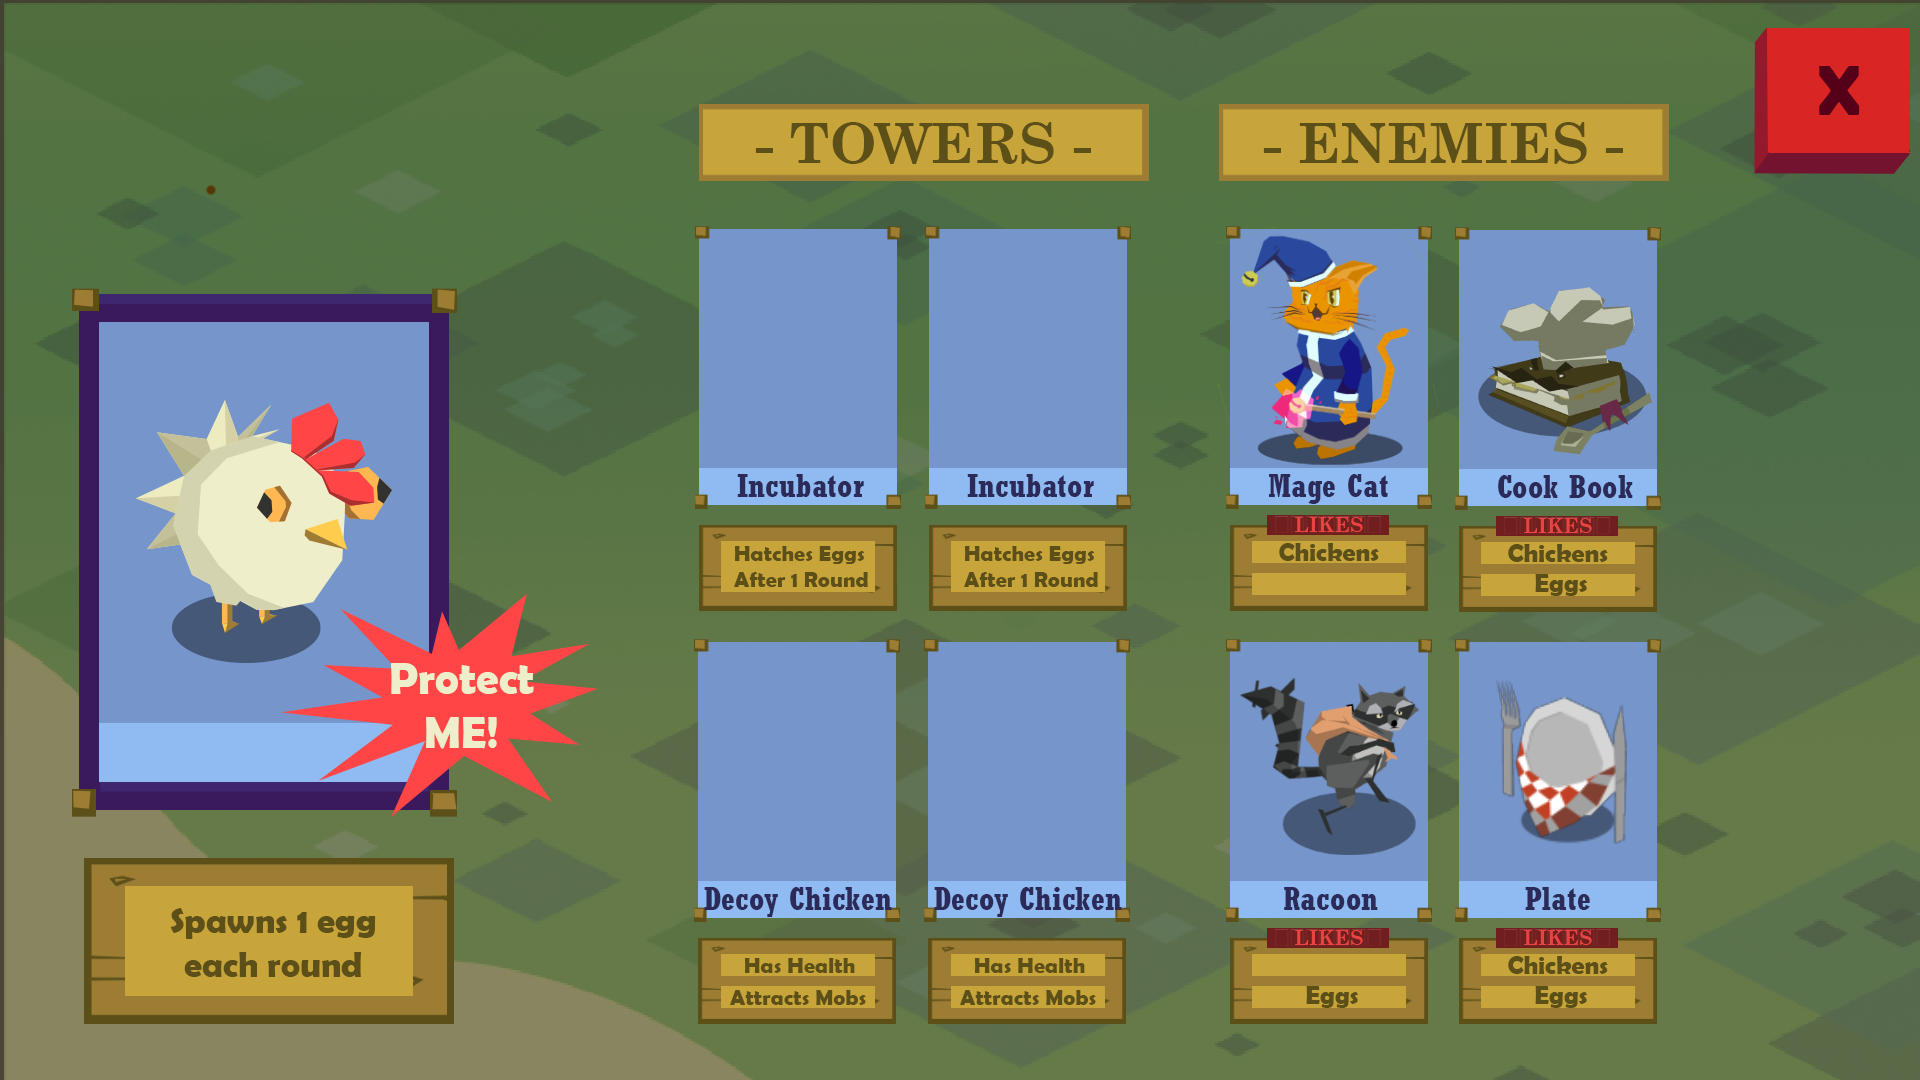 X
- TOWERS -
- ENEMIES -
Incubator
Incubator
Mage Cat
Cook Book
Hatches Eggs
After 1 Round
Hatches Eggs
After 1 Round
LIKES
Chickens
LIKES
Chickens
Eggs
Protect
ME!
Spawns 1 egg
each round
Decoy Chicken
Decoy Chicken
Racoon
Plate
Has Health
Attracts Mobs
Has Health
Attracts Mobs
LIKES
Eggs
LIKES
Chickens
Eggs